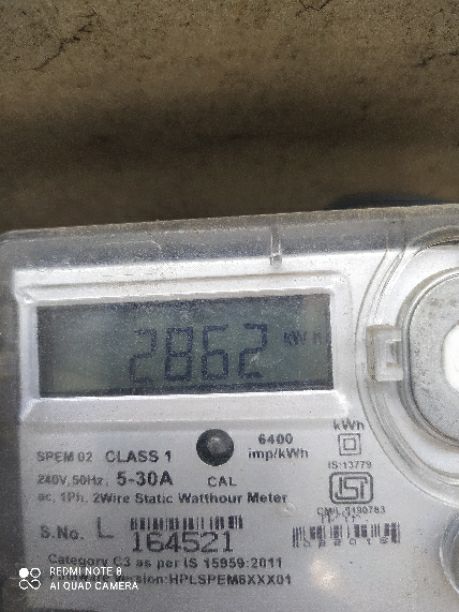 2862 kWh
SPEM 02 CLASS 1
6400
imp/kWh
kWh
IS:13779
240V, 50Hz, 5-30A CAL
ac, 1Ph. 2Wire Static Watthour Meter
S.No. L 164521
Category C3 as per IS 15959:2011
Version:HPLSPEM6XXX01
REDMI NOTE 8
AI QUAD CAMERA